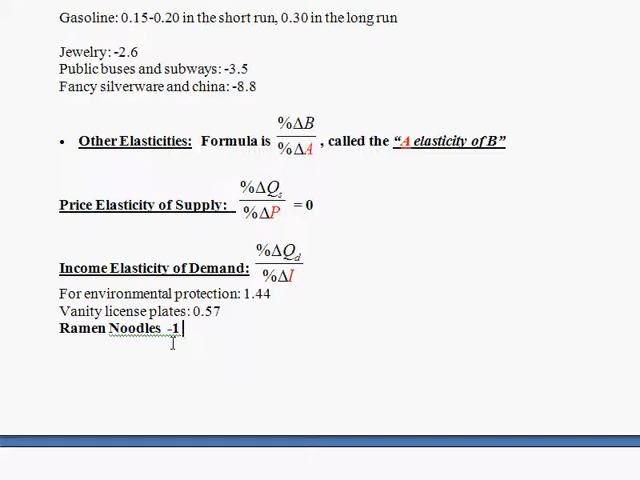 Gasoline: 0.15-0.20 in the short run, 0.30 in the long run
Jewelry: -2.6
Public buses and subways: -3.5
Fancy silverware and china: -8.8
• Other Elasticities: Formula is %ΔB / %ΔA , called the “A elasticity of B”
Price Elasticity of Supply: %ΔQs / %ΔP = 0
Income Elasticity of Demand: %ΔQd / %ΔI
For environmental protection: 1.44
Vanity license plates: 0.57
Ramen Noodles -1